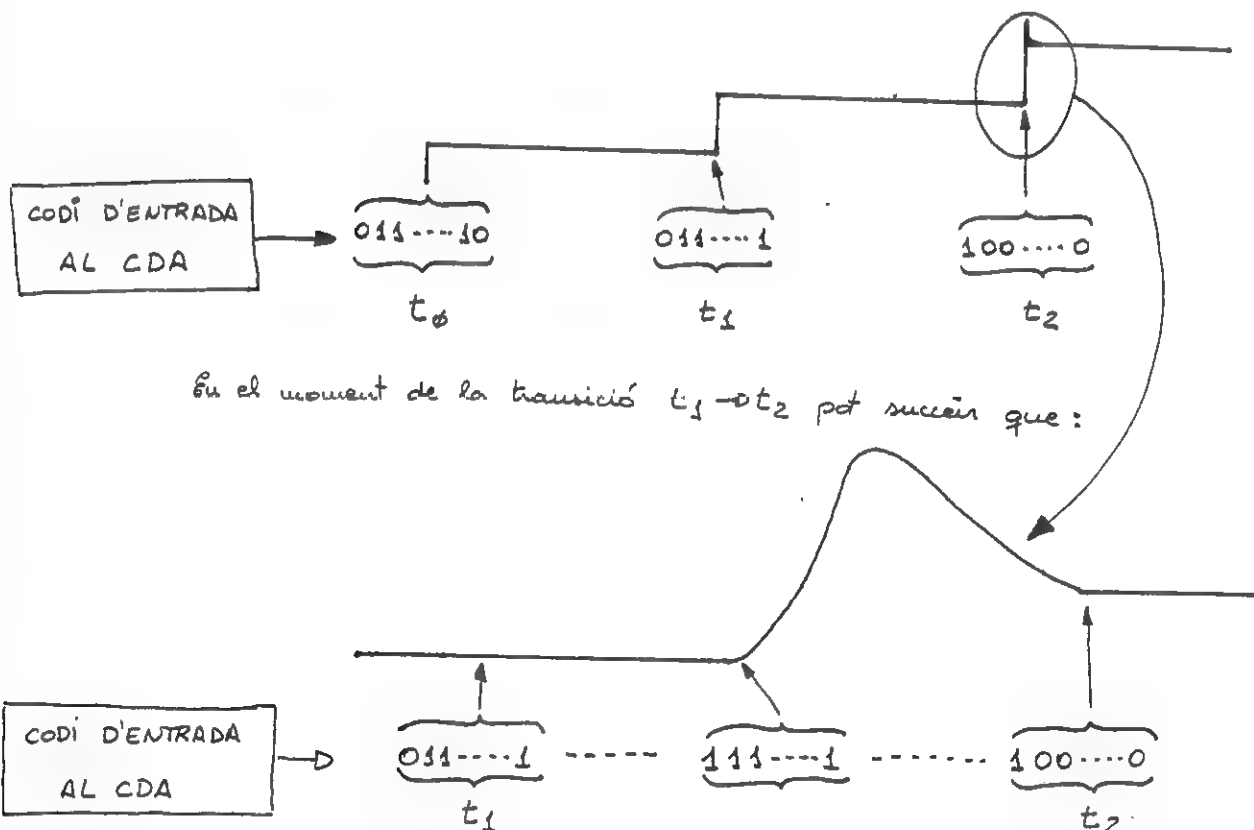 CODI D'ENTRADA
AL CDA
011----10
011----1
100----0
tø
t1
t2
En el moment de la transició t1→t2 pot succeir que:
CODI D'ENTRADA
AL CDA
011----1 ----- 111----1 ------ 100----0
t1
t2